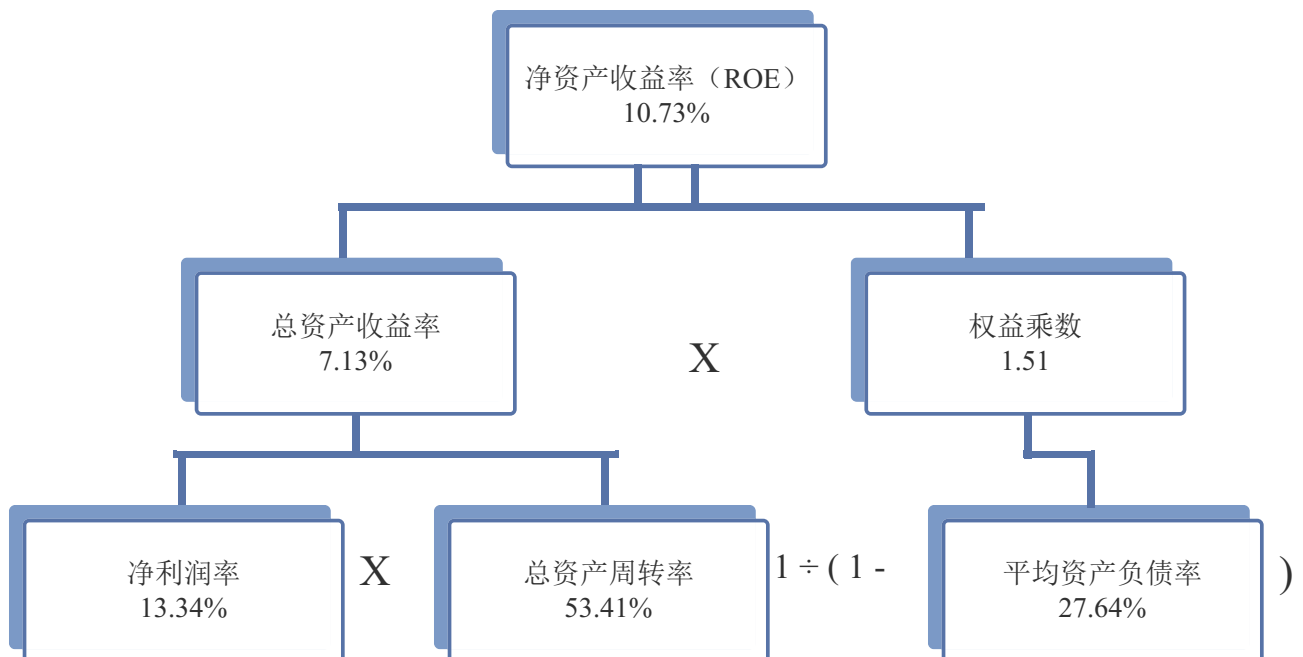 净资产收益率（ROE）
10.73%
总资产收益率
7.13%
X
权益乘数
1.51
净利润率
13.34%
X
总资产周转率
53.41%
1 ÷ ( 1 -
平均资产负债率
27.64%
)